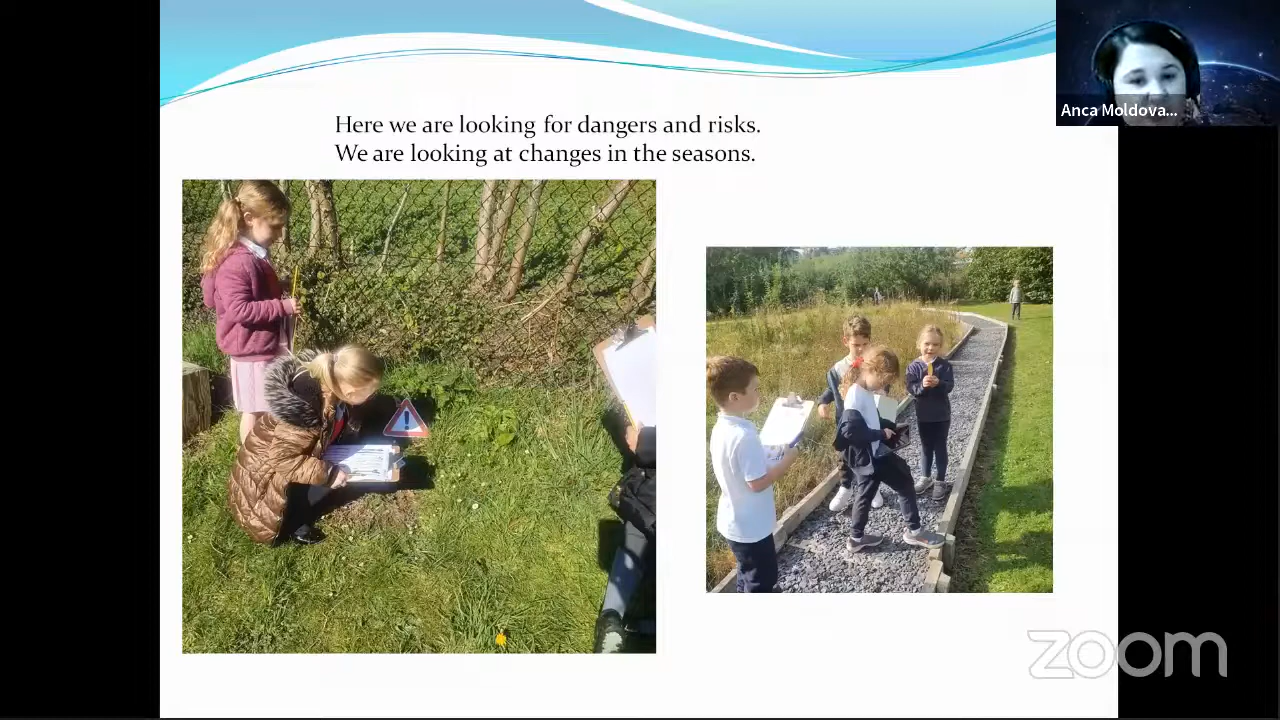 Here we are looking for dangers and risks.
We are looking at changes in the seasons.
Anca Moldova...
zoom